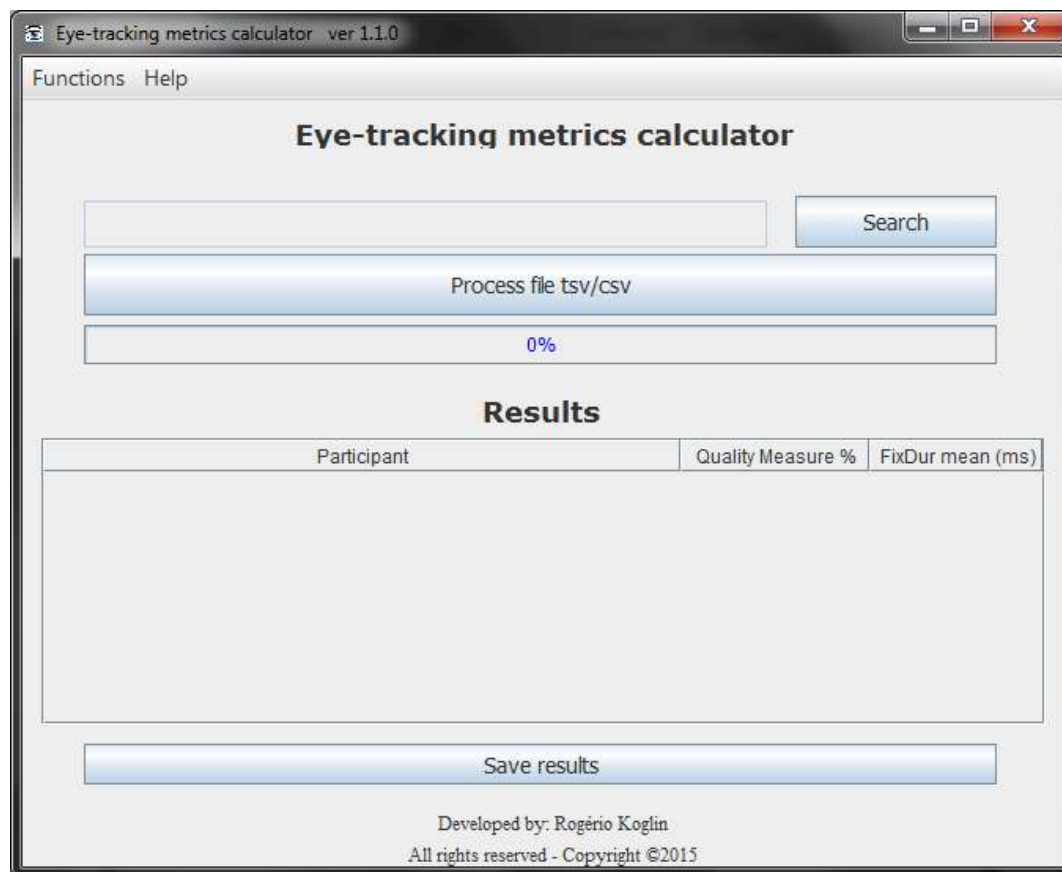 Eye-tracking metrics calculator ver 1.1.0
Functions Help
Eye-tracking metrics calculator
Search
Process file tsv/csv
0%
Results
Participant Quality Measure % FixDur mean (ms)
Save results
Developed by: Rogério Koglin
All rights reserved - Copyright ©2015